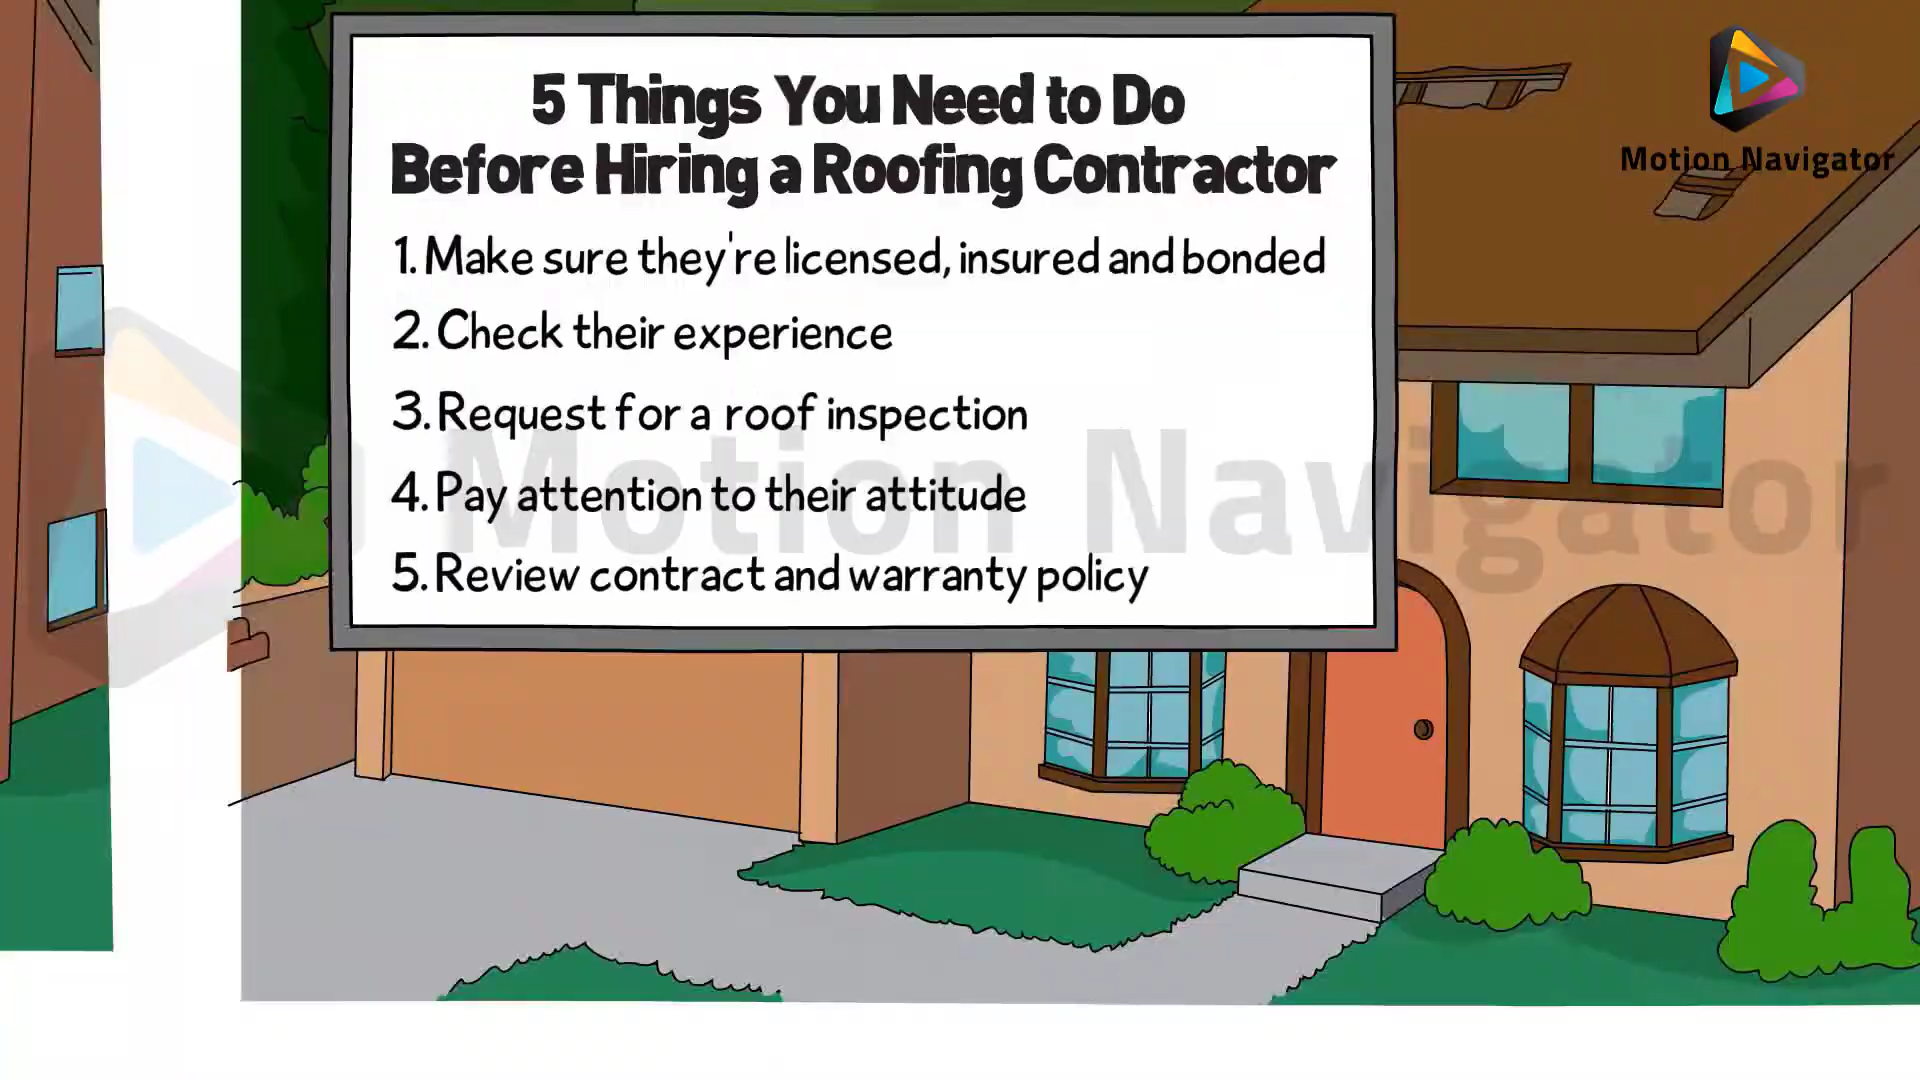 5 Things You Need to Do
Before Hiring a Roofing Contractor
1. Make sure they're licensed, insured and bonded
2. Check their experience
3. Request for a roof inspection
4. Pay attention to their attitude
5. Review contract and warranty policy
Motion Navigator
Motion Navigator